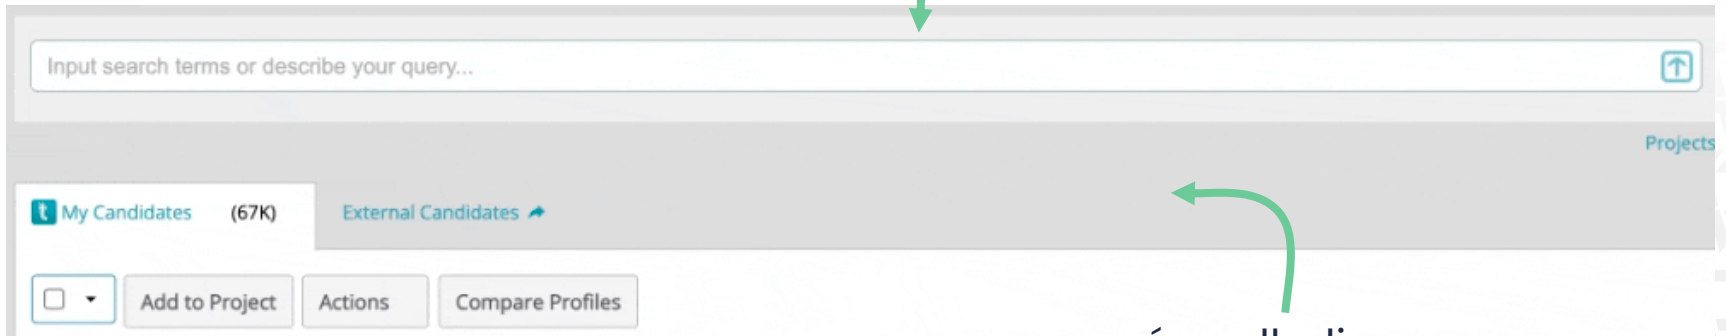 Input search terms or describe your query...
Projects
t My Candidates (67K) External Candidates
Add to Project Actions Compare Profiles